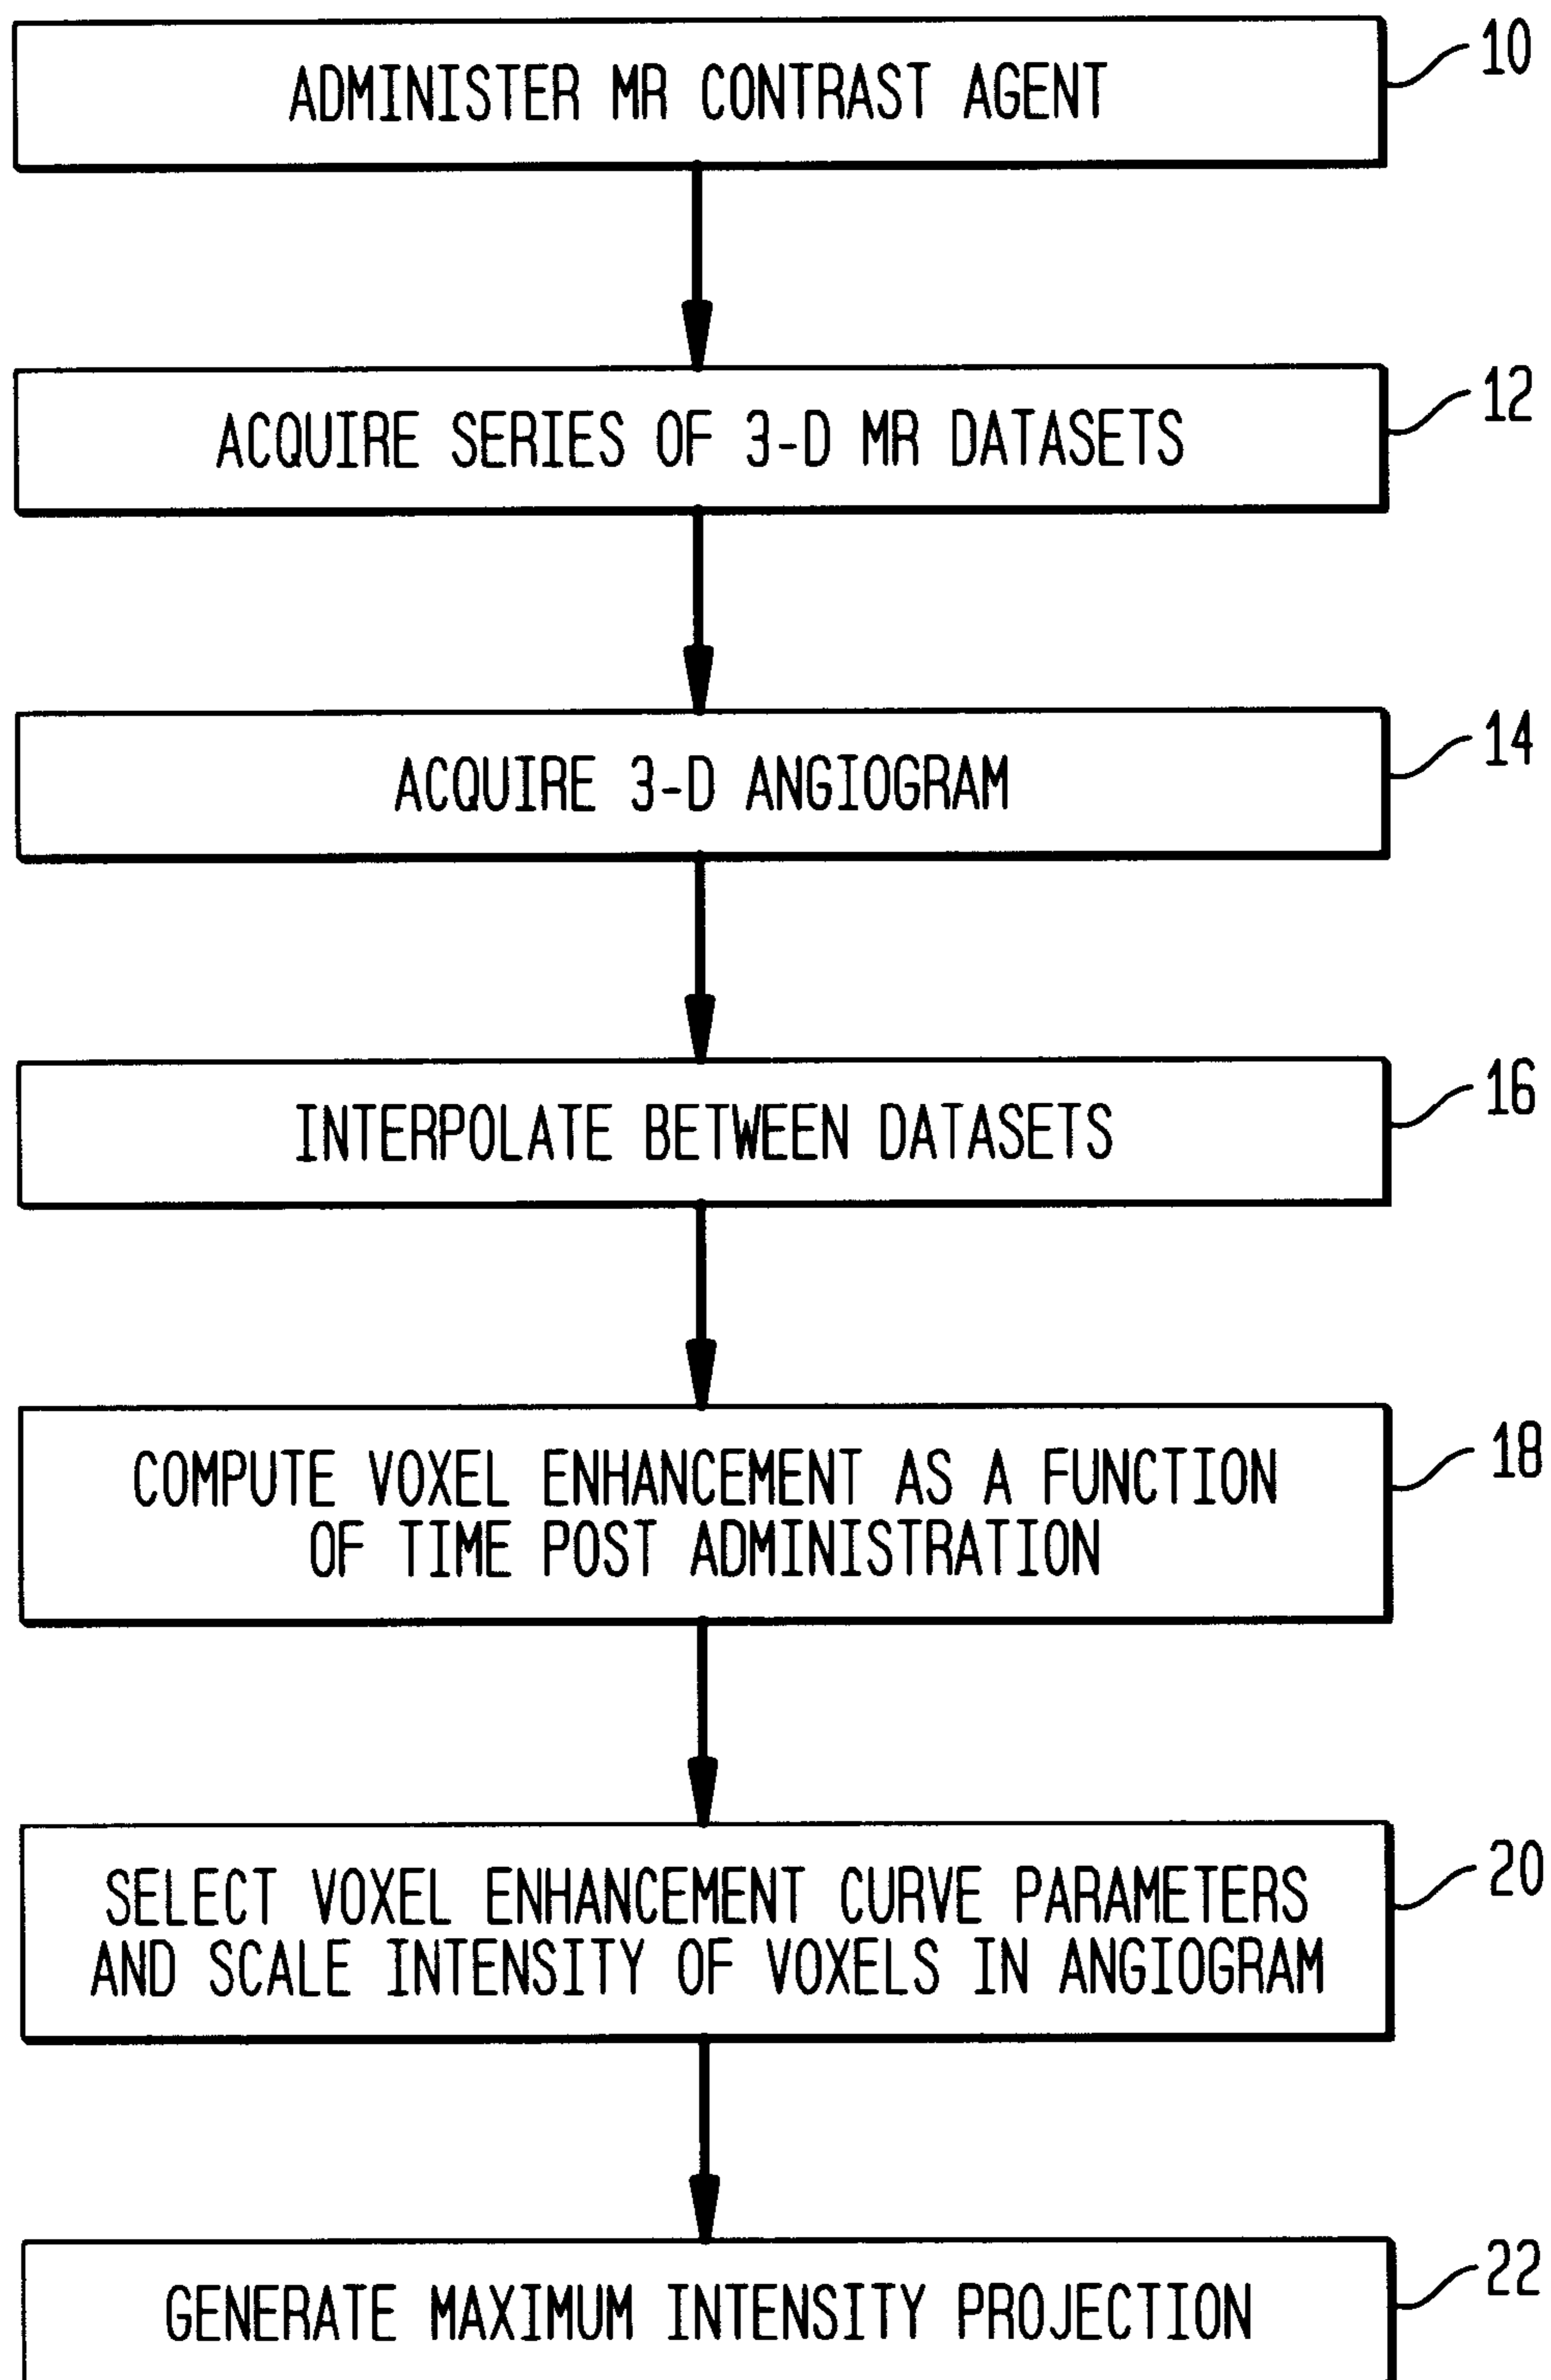 ADMINISTER MR CONTRAST AGENT
10
ACQUIRE SERIES OF 3-D MR DATASETS
12
ACQUIRE 3-D ANGIOGRAM
14
INTERPOLATE BETWEEN DATASETS
16
COMPUTE VOXEL ENHANCEMENT AS A FUNCTION
OF TIME POST ADMINISTRATION
18
SELECT VOXEL ENHANCEMENT CURVE PARAMETERS
AND SCALE INTENSITY OF VOXELS IN ANGIOGRAM
20
GENERATE MAXIMUM INTENSITY PROJECTION
22